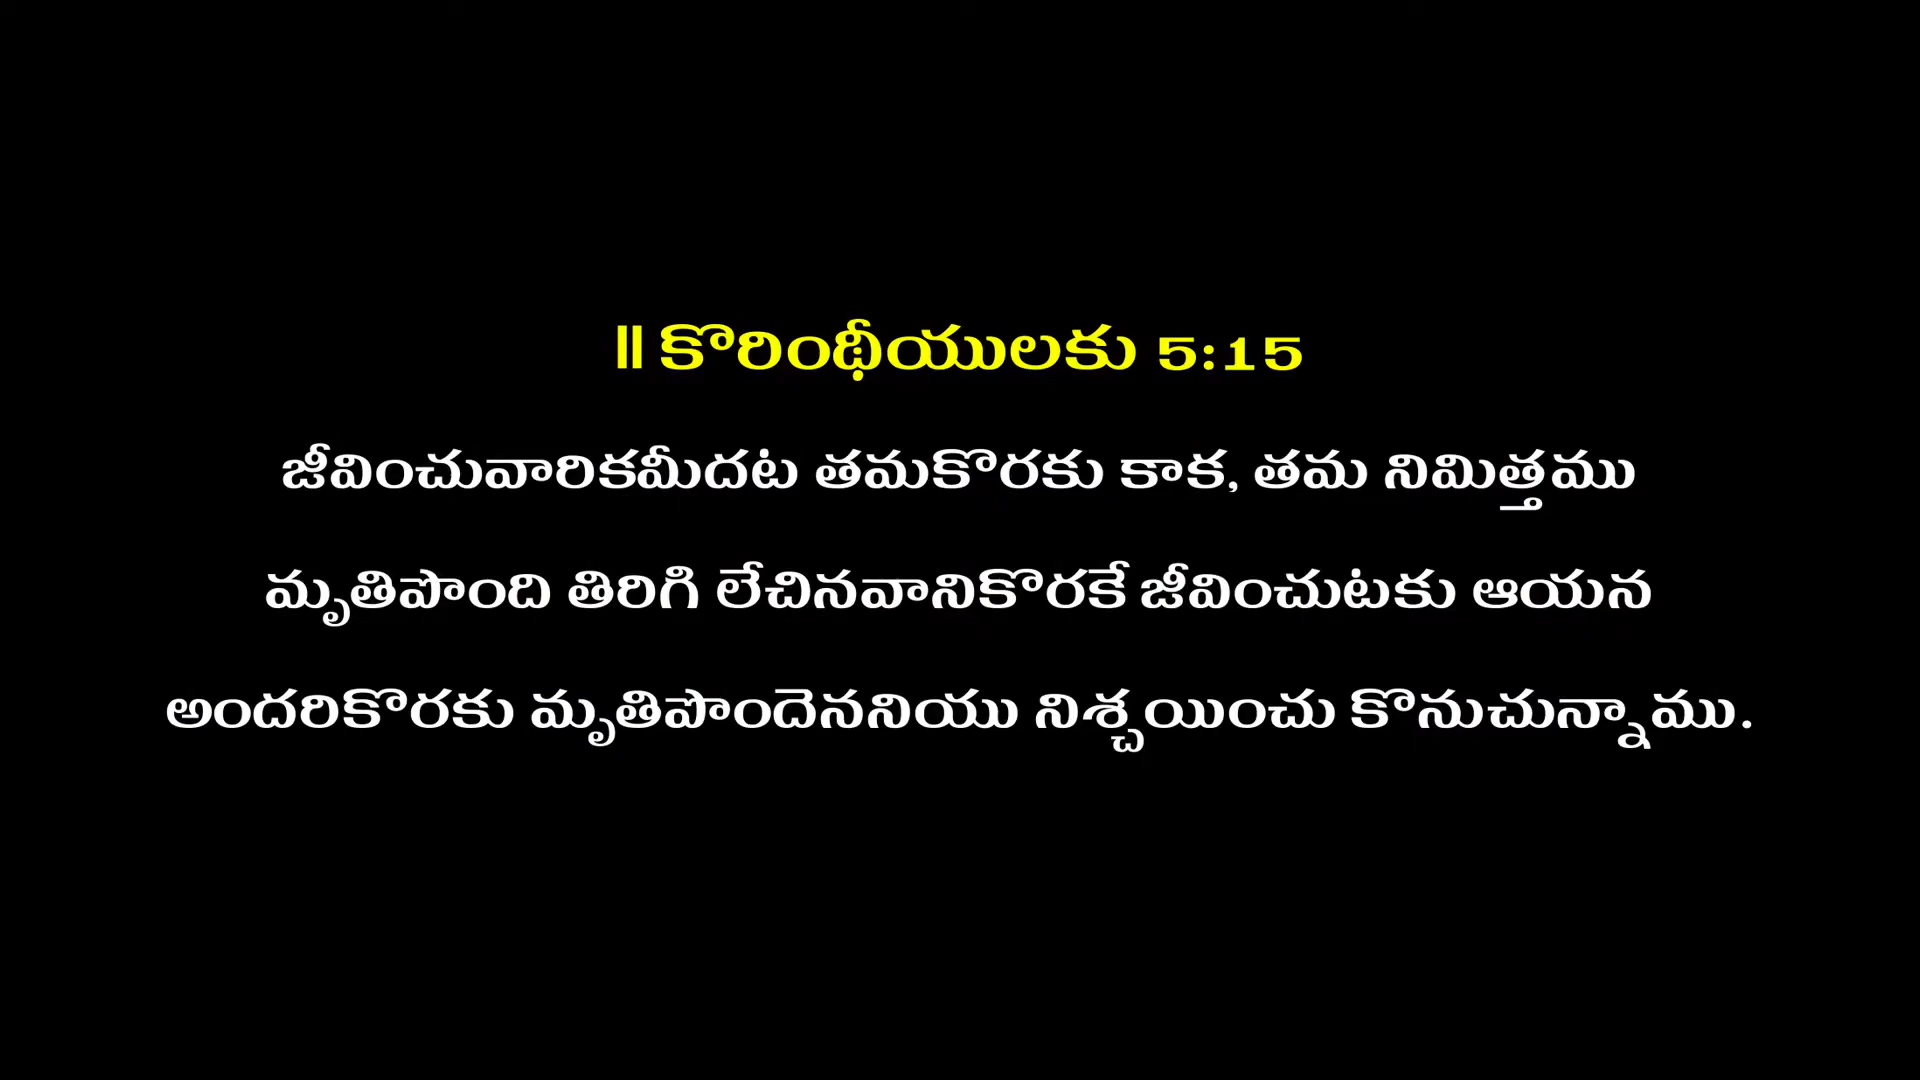 II కొరింథీయులకు 5:15
జీవించువారికమీదట తమకొరకు కాక, తమ నిమిత్తము
మృతిపొంది తిరిగి లేచినవానికొరకే జీవించుటకు ఆయన
అందరికొరకు మృతిపొందెననియు నిశ్చయించు కొనుచున్నాము.